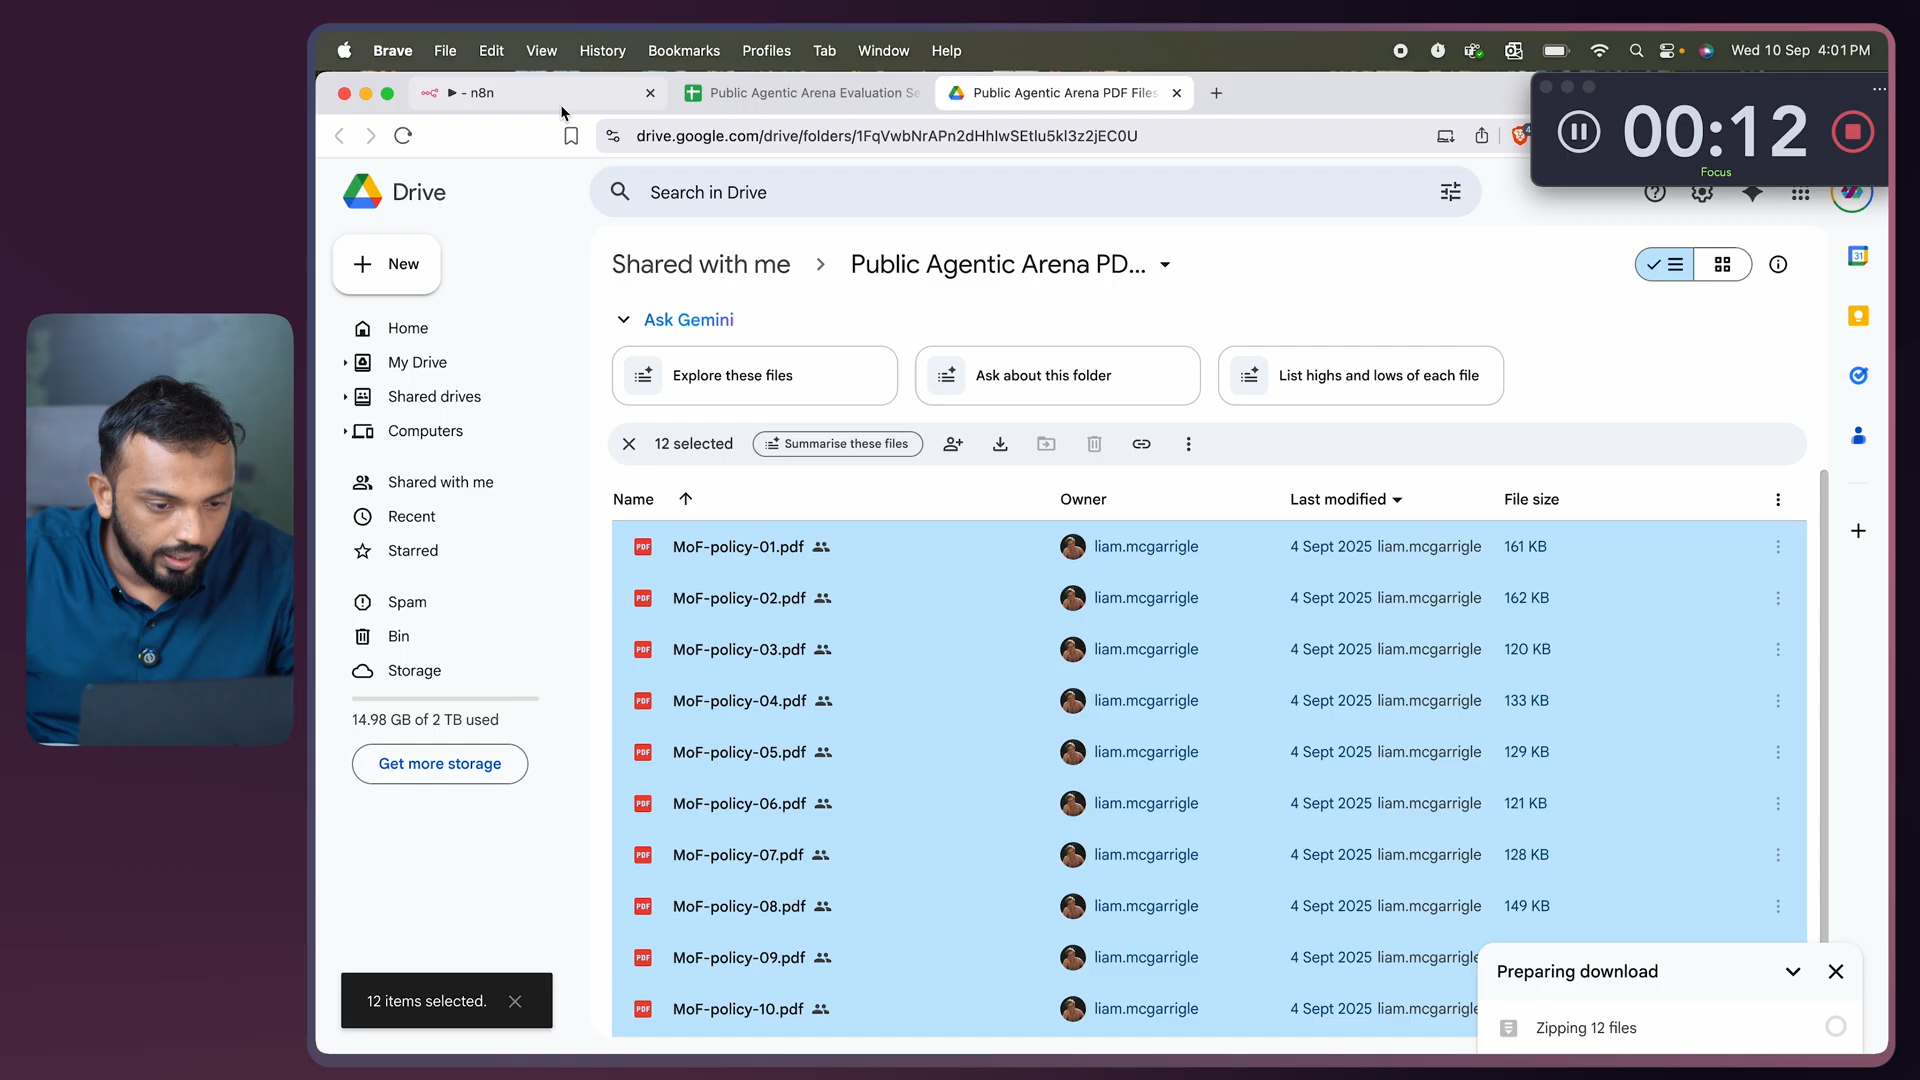 Brave File Edit View History Bookmarks Profiles Tab Window Help
Wed 10 Sep 4:01 PM
▶ - n8n
Public Agentic Arena Evaluation Se
Public Agentic Arena PDF Files
drive.google.com/drive/folders/1FqVwbNrAPn2dHhIwSEtlu5kI3z2jEC0U
00:12
Focus
Drive
Search in Drive
New
Home
My Drive
Shared drives
Computers
Shared with me
Recent
Starred
Spam
Bin
Storage
14.98 GB of 2 TB used
Get more storage
Shared with me > Public Agentic Arena PD...
Ask Gemini
Explore these files
Ask about this folder
List highs and lows of each file
12 selected
Summarise these files
Name Owner Last modified File size
PDF MoF-policy-01.pdf liam.mcgarrigle 4 Sept 2025 liam.mcgarrigle 161 KB
PDF MoF-policy-02.pdf liam.mcgarrigle 4 Sept 2025 liam.mcgarrigle 162 KB
PDF MoF-policy-03.pdf liam.mcgarrigle 4 Sept 2025 liam.mcgarrigle 120 KB
PDF MoF-policy-04.pdf liam.mcgarrigle 4 Sept 2025 liam.mcgarrigle 133 KB
PDF MoF-policy-05.pdf liam.mcgarrigle 4 Sept 2025 liam.mcgarrigle 129 KB
PDF MoF-policy-06.pdf liam.mcgarrigle 4 Sept 2025 liam.mcgarrigle 121 KB
PDF MoF-policy-07.pdf liam.mcgarrigle 4 Sept 2025 liam.mcgarrigle 128 KB
PDF MoF-policy-08.pdf liam.mcgarrigle 4 Sept 2025 liam.mcgarrigle 149 KB
PDF MoF-policy-09.pdf liam.mcgarrigle 4 Sept 2025 liam.mcgarrigle
PDF MoF-policy-10.pdf liam.mcgarrigle 4 Sept 2025 liam.mcgarrigle
12 items selected.
Preparing download
Zipping 12 files
31